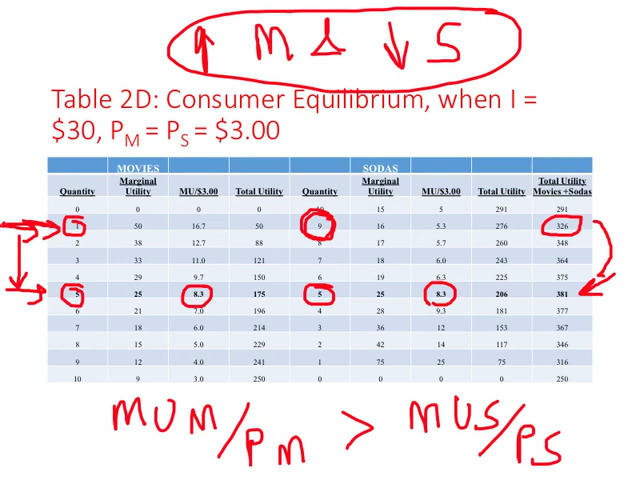 ↑ M & ↓ S
Table 2D: Consumer Equilibrium, when I =
$30, PM = PS = $3.00
MOVIES SODAS
Quantity Marginal Utility MU/$3.00 Total Utility Quantity Marginal Utility MU/$3.00 Total Utility Total Utility Movies +Sodas
0 0 0 0 10 15 5 291 291
1 50 16.7 50 9 16 5.3 276 326
2 38 12.7 88 8 17 5.7 260 348
3 33 11.0 121 7 18 6.0 243 364
4 29 9.7 150 6 19 6.3 225 375
5 25 8.3 175 5 25 8.3 206 381
6 21 7.0 196 4 28 9.3 181 377
7 18 6.0 214 3 36 12 153 367
8 15 5.0 229 2 42 14 117 346
9 12 4.0 241 1 75 25 75 316
10 9 3.0 250 0 0 0 0 250
MUM/PM > MUS/PS